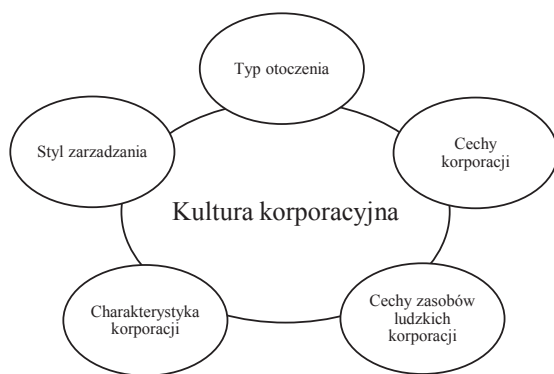 Typ otoczenia
Styl zarzadzania
Cechy
korporacji
Kultura korporacyjna
Charakterystyka
korporacji
Cechy zasobów
ludzkich
korporacji